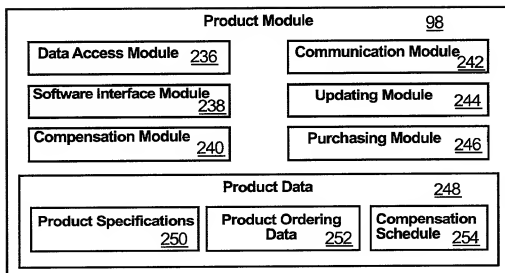 Product Module 98
Data Access Module 236
Communication Module 242
Software Interface Module 238
Updating Module 244
Compensation Module 240
Purchasing Module 246
Product Data 248
Product Specifications 250
Product Ordering
Data 252
Compensation
Schedule 254